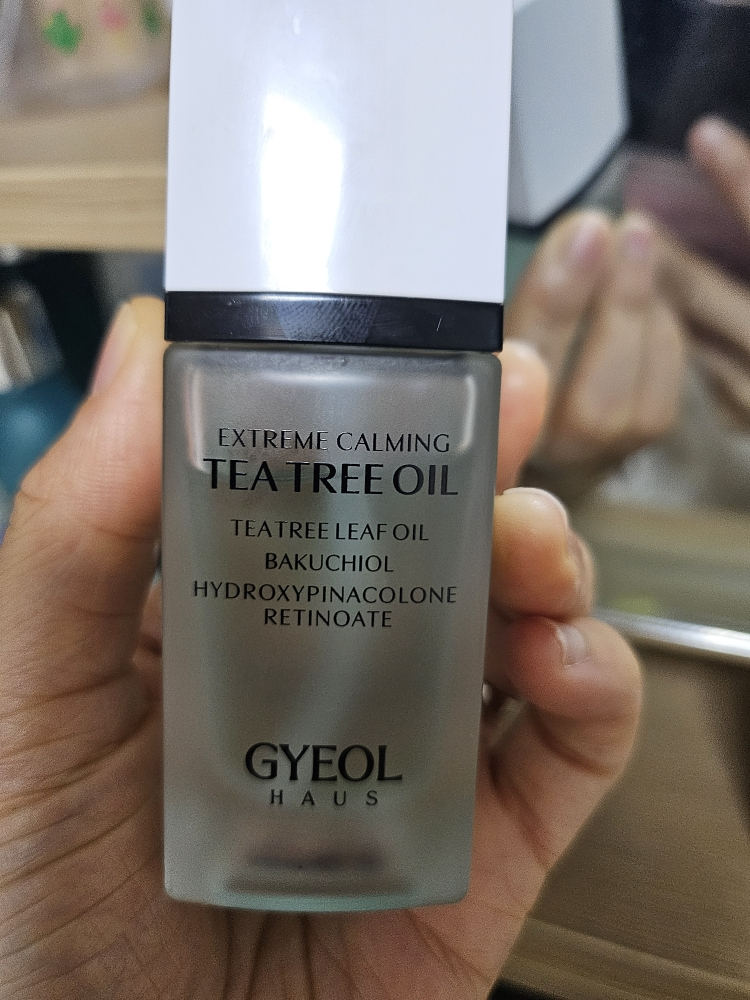 EXTREME CALMING
TEA TREE OIL
TEATREE LEAF OIL
BAKUCHIOL
HYDROXYPINACOLONE
RETINOATE
GYEOL
HAUS